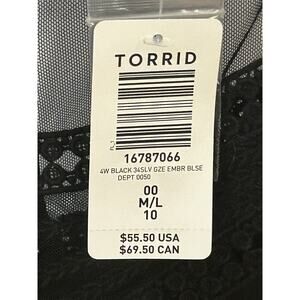 TORRID
16787066
4W BLACK 34SLV GZE EMBR BLSE
DEPT 0050
00
M/L
10
$55.50 USA
$69.50 CAN